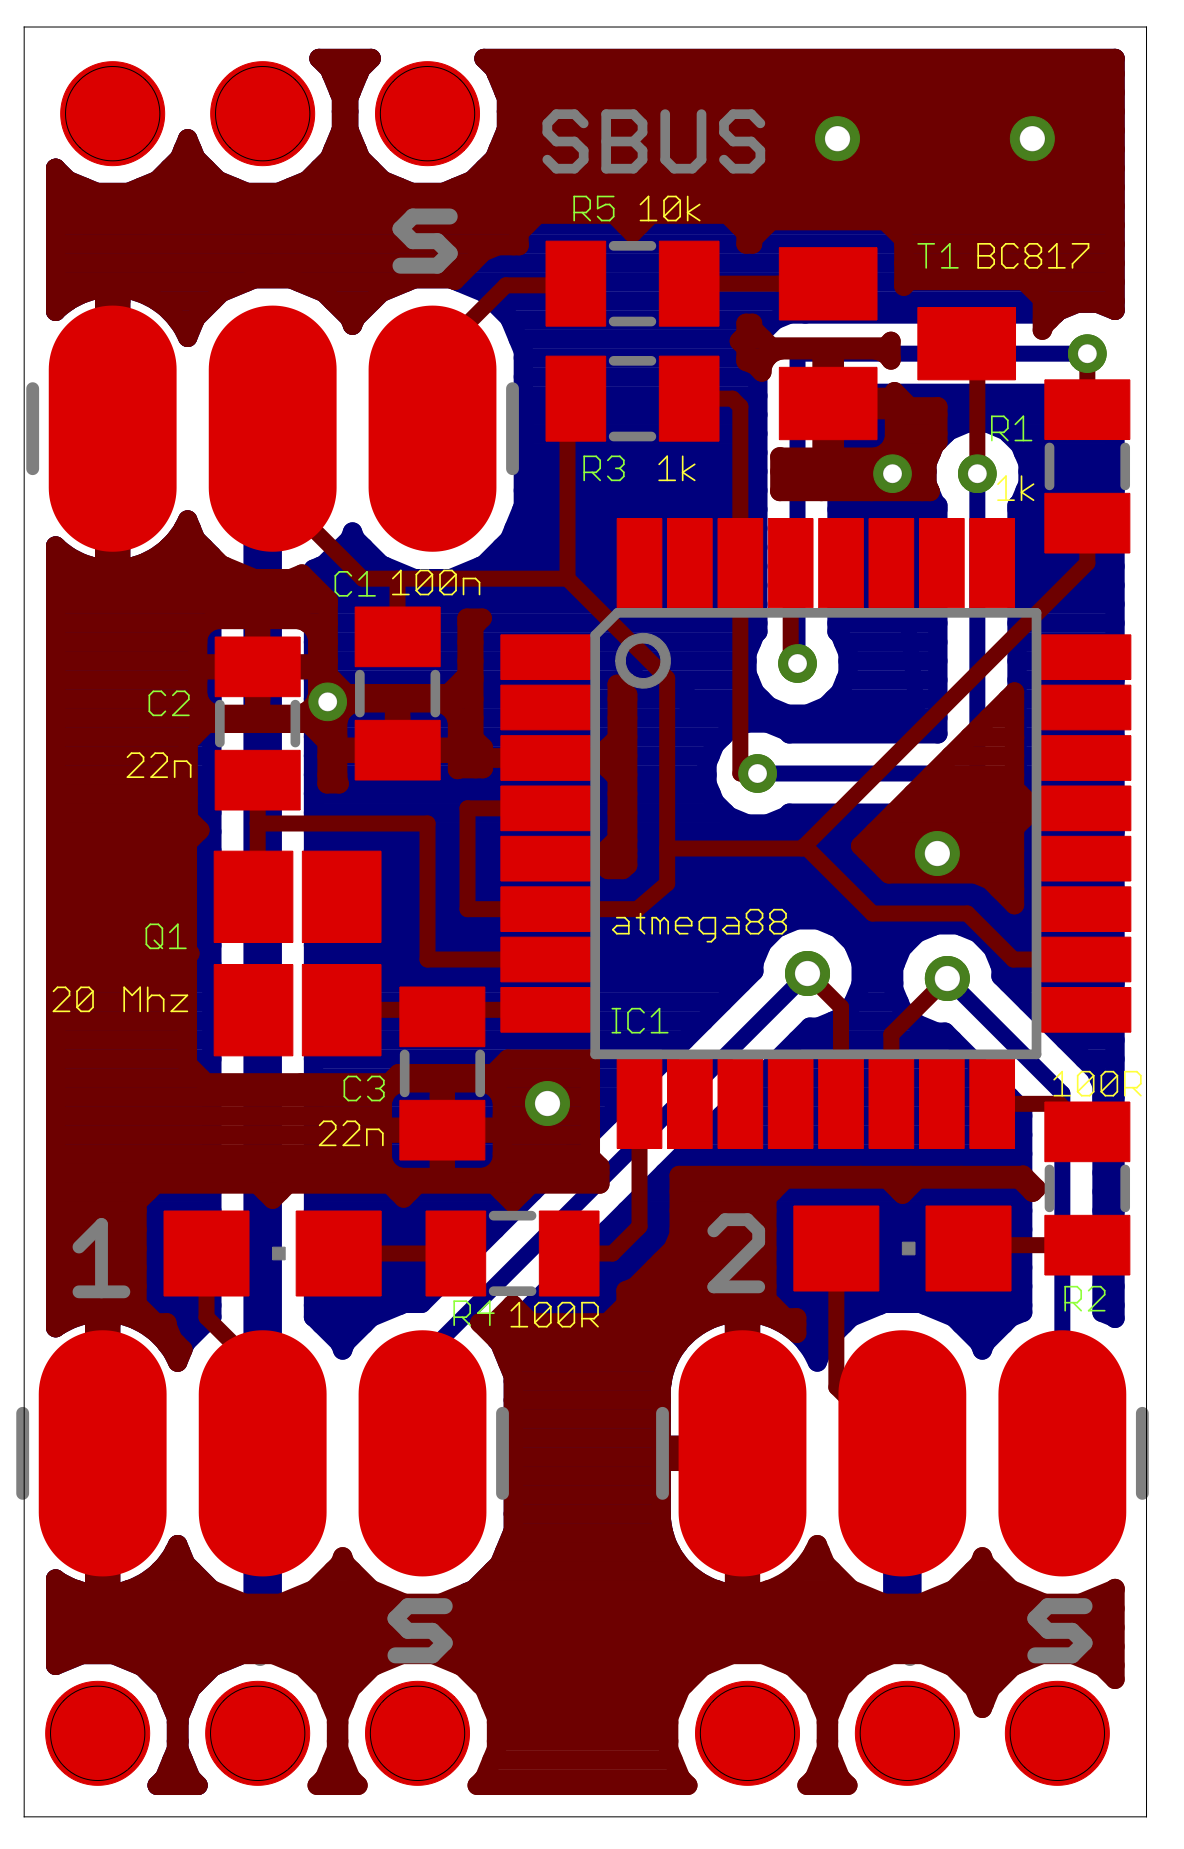 SBUS
R5 10k
S
T1 BC817
R1
R3 1k
1k
C1 100n
C2
22n
atmega88
Q1
20 Mhz
IC1
100R
C3
22n
1
2
R4 100R
R2
S
S